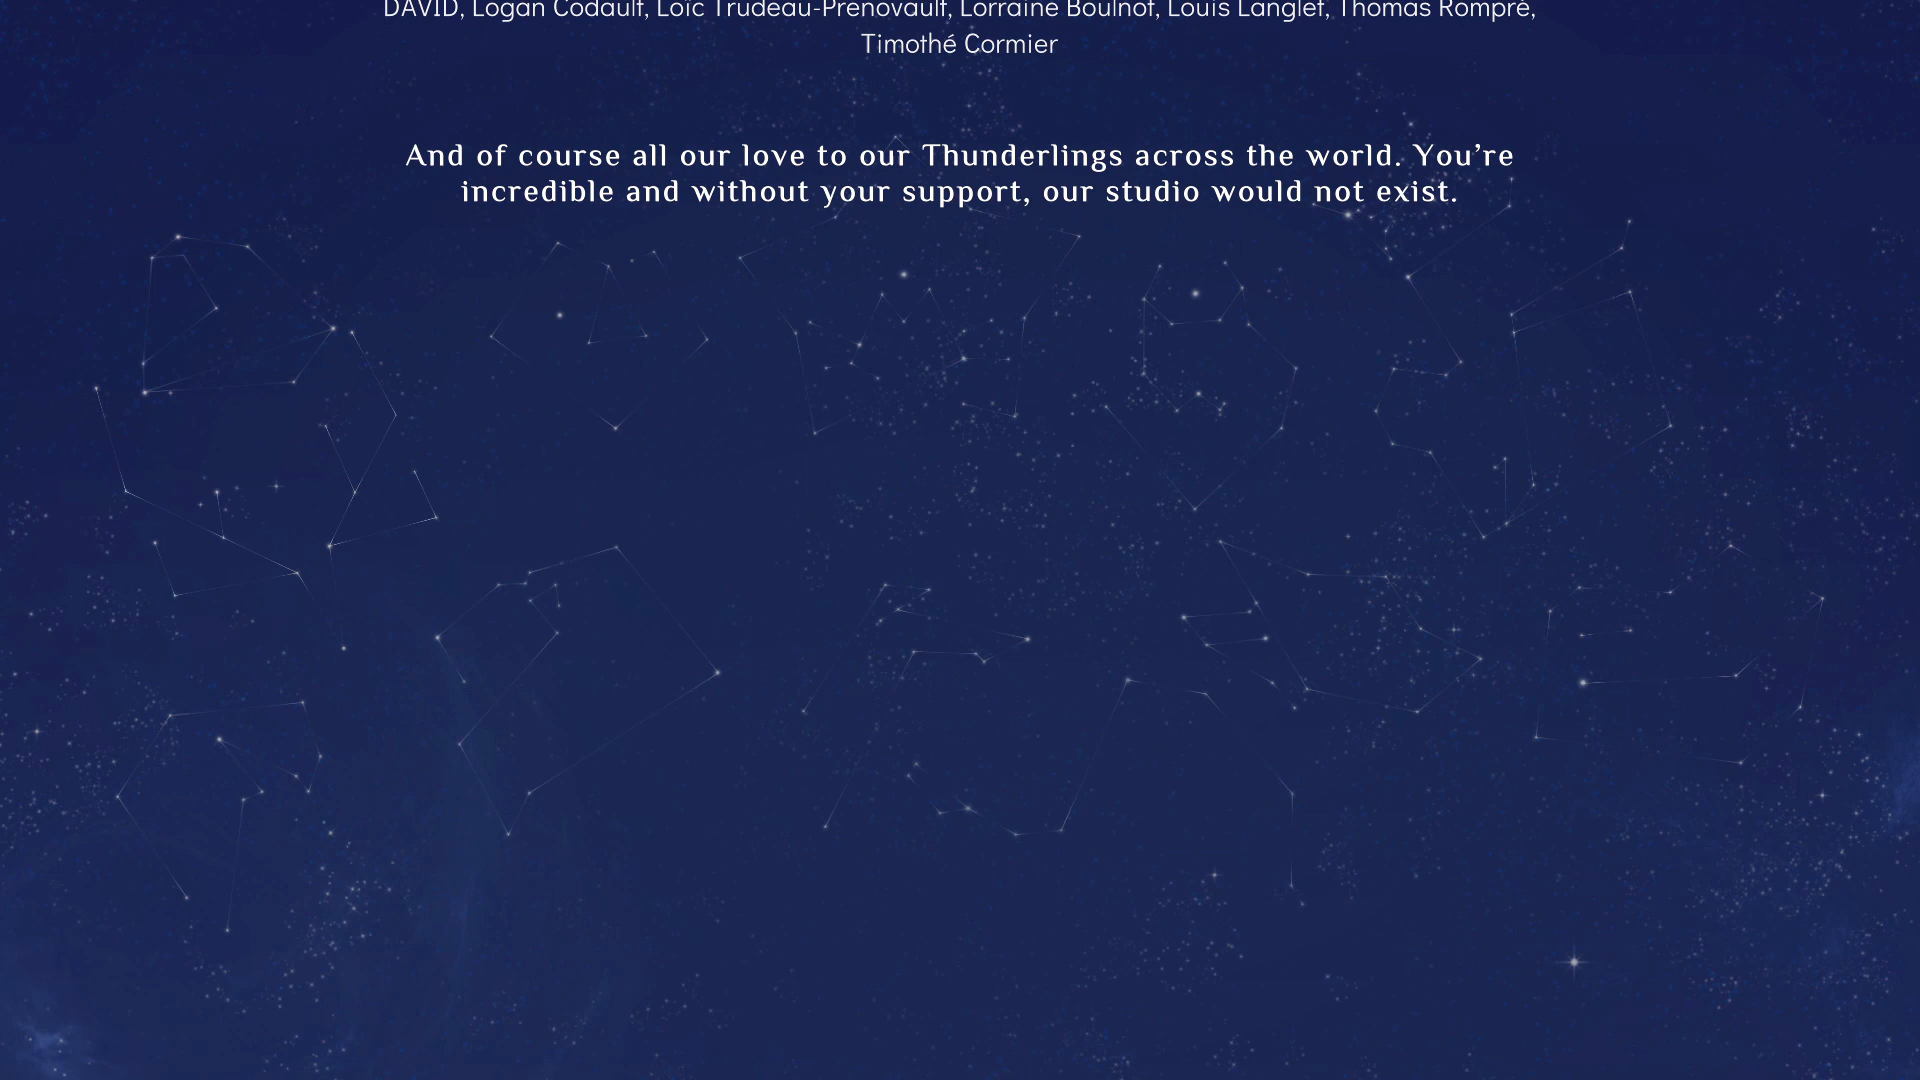 DAVID, Logan Codault, Loïc Trudeau-Prenovault, Lorraine Boulnot, Louis Langlet, Thomas Rompré,
Timothé Cormier
And of course all our love to our Thunderlings across the world. You’re
incredible and without your support, our studio would not exist.